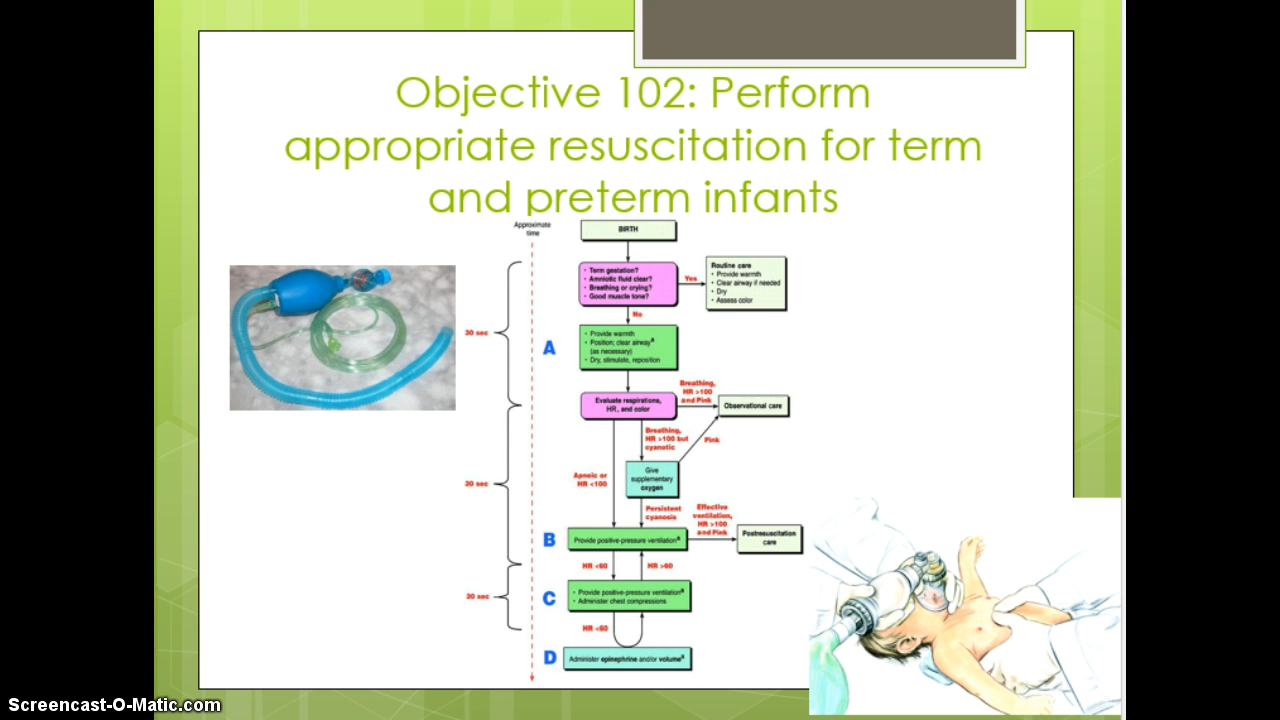 Objective 102: Perform
appropriate resuscitation for term
and preterm infants
Approximate
time
BIRTH
• Term gestation?
• Amniotic fluid clear?
• Breathing or crying?
• Good muscle tone?
Yes
Routine care
• Provide warmth
• Clear airway if needed
• Dry
• Assess color
No
30 sec
A
• Provide warmth
• Position; clear airway
(as necessary)
• Dry, stimulate, reposition
Evaluate respirations,
HR, and color
Breathing,
HR >100
and Pink
Observational care
Breathing,
HR >100 but
cyanotic
Pink
Apneic or
HR <100
Give
supplementary
oxygen
30 sec
Persistent
cyanosis
Effective
ventilation,
HR >100
and Pink
B
Provide positive-pressure ventilationª
Postresuscitation
care
HR <60
HR >60
30 sec
C
• Provide positive-pressure ventilationª
• Administer chest compressions
HR <60
D
Administer epinephrine and/or volumeª
Screencast-O-Matic.com